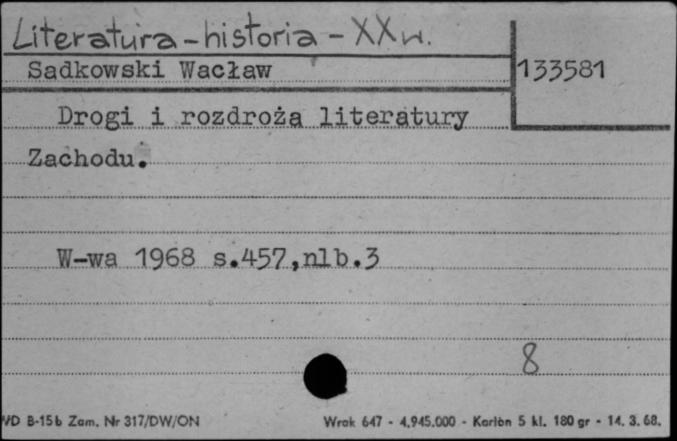 Literatura - historia - XX w.
Sadkowski Wacław
133581
Drogi i rozdroża literatury
Zachodu.
W-wa 1968 s.457,nlb.3
8
WD B-15b Zam. Nr 317/DW/ON Wrak 647 - 4.945.000 - Karton 5 kl. 180 gr - 14. 3. 68.